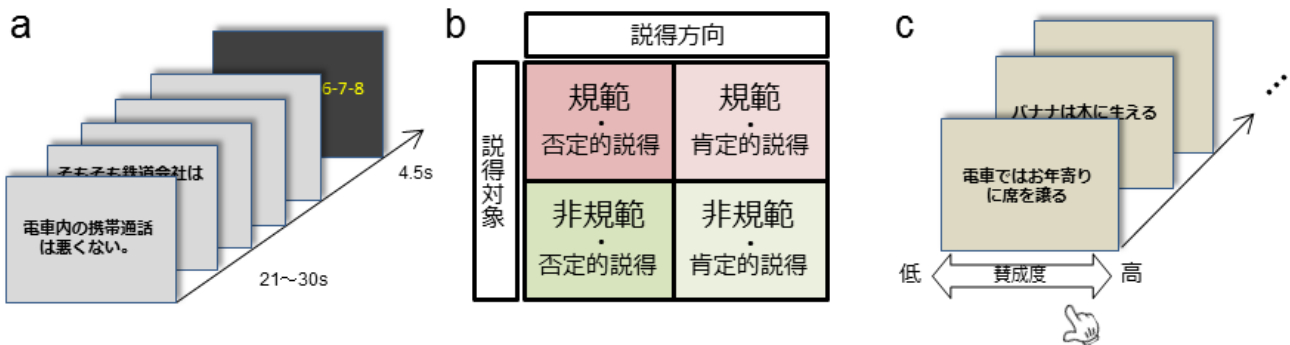 a
6-7-8
そもそも鉄道会社は
電車内の携帯通話
は悪くない。
4.5s
21～30s
b
説得方向
説得対象
規範
・
否定的説得
規範
・
肯定的説得
非規範
・
否定的説得
非規範
・
肯定的説得
c
バナナは木に生える
電車ではお年寄り
に席を譲る
低
賛成度
高